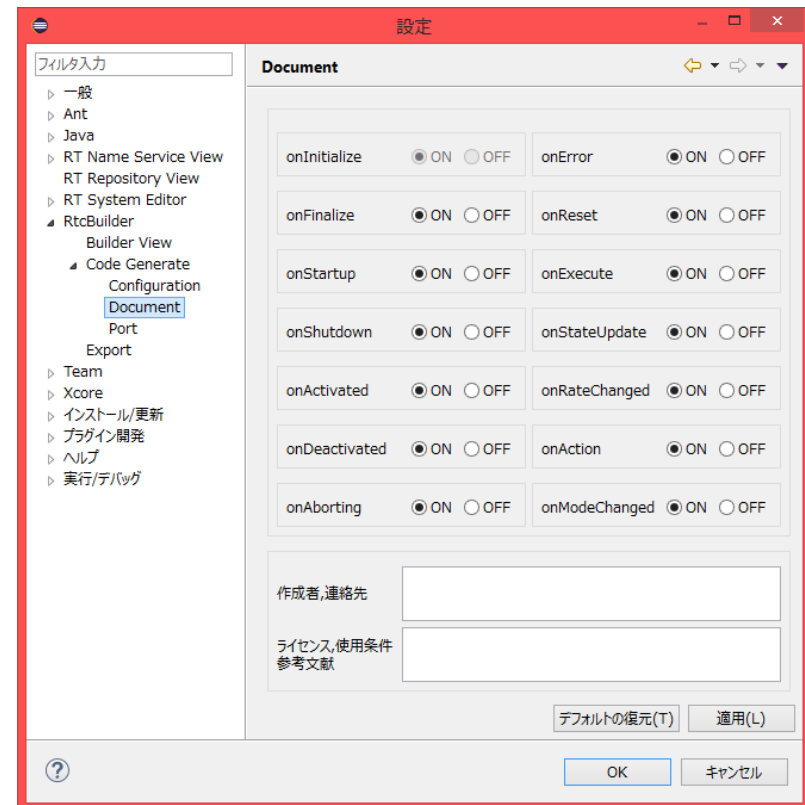 設定
フィルタ入力
一般
Ant
Java
RT Name Service View
RT Repository View
RT System Editor
RtcBuilder
Builder View
Code Generate
Configuration
Document
Port
Export
Team
Xcore
インストール/更新
プラグイン開発
ヘルプ
実行/デバッグ
Document
onInitialize ON OFF onError ON OFF
onFinalize ON OFF onReset ON OFF
onStartup ON OFF onExecute ON OFF
onShutdown ON OFF onStateUpdate ON OFF
onActivated ON OFF onRateChanged ON OFF
onDeactivated ON OFF onAction ON OFF
onAborting ON OFF onModeChanged ON OFF
作成者,連絡先
ライセンス,使用条件
参考文献
デフォルトの復元(T) 適用(L)
? OK キャンセル